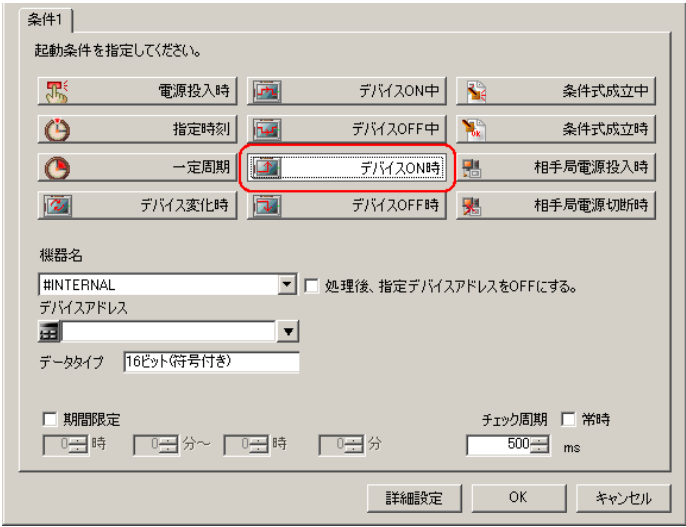 条件1
起動条件を指定してください。
電源投入時 デバイスON中 条件式成立中
指定時刻 デバイスOFF中 条件式成立時
一定周期 デバイスON時 相手局電源投入時
デバイス変化時 デバイスOFF時 相手局電源切断時
機器名
#INTERNAL 処理後、指定デバイスアドレスをOFFにする。
デバイスアドレス
データタイプ 16ビット(符号付き)
期間限定 チェック周期 常時
0 時 0 分～ 0 時 0 分 500 ms
詳細設定 OK キャンセル